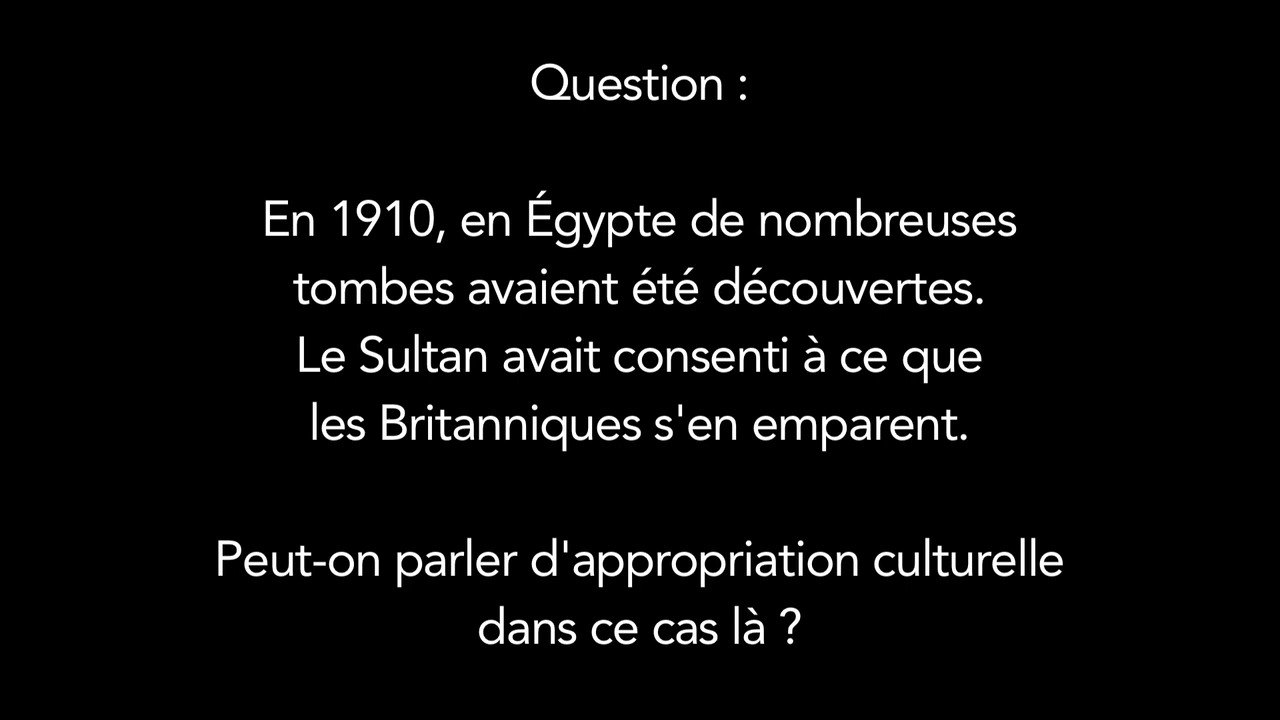 Question :
En 1910, en Égypte de nombreuses
tombes avaient été découvertes.
Le Sultan avait consenti à ce que
les Britanniques s'en emparent.
Peut-on parler d'appropriation culturelle
dans ce cas là ?